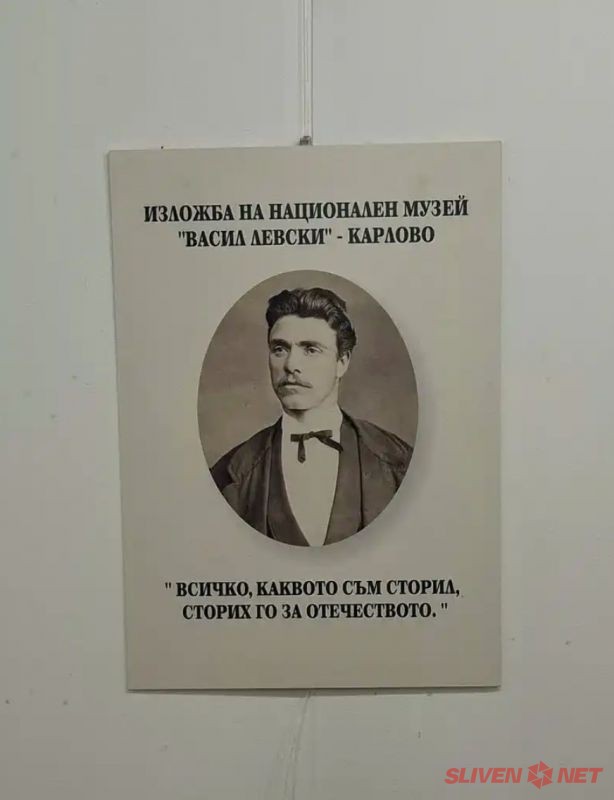 ИЗЛОЖБА НА НАЦИОНАЛЕН МУЗЕЙ
"ВАСИЛ ЛЕВСКИ" - КАРЛОВО
" ВСИЧКО, КАКВОТО СЪМ СТОРИЛ,
СТОРИХ ГО ЗА ОТЕЧЕСТВОТО. "
SLIVEN NET